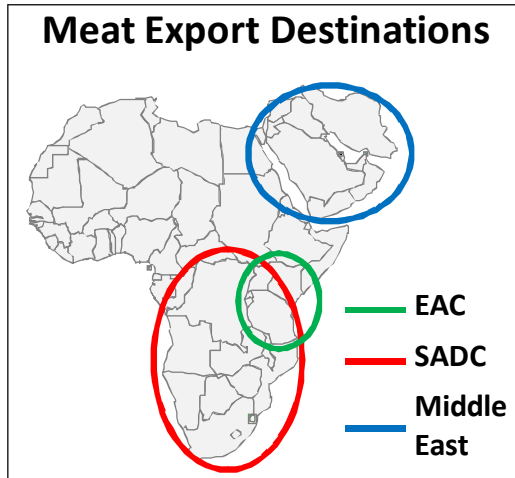 Meat Export Destinations
EAC
SADC
Middle
East